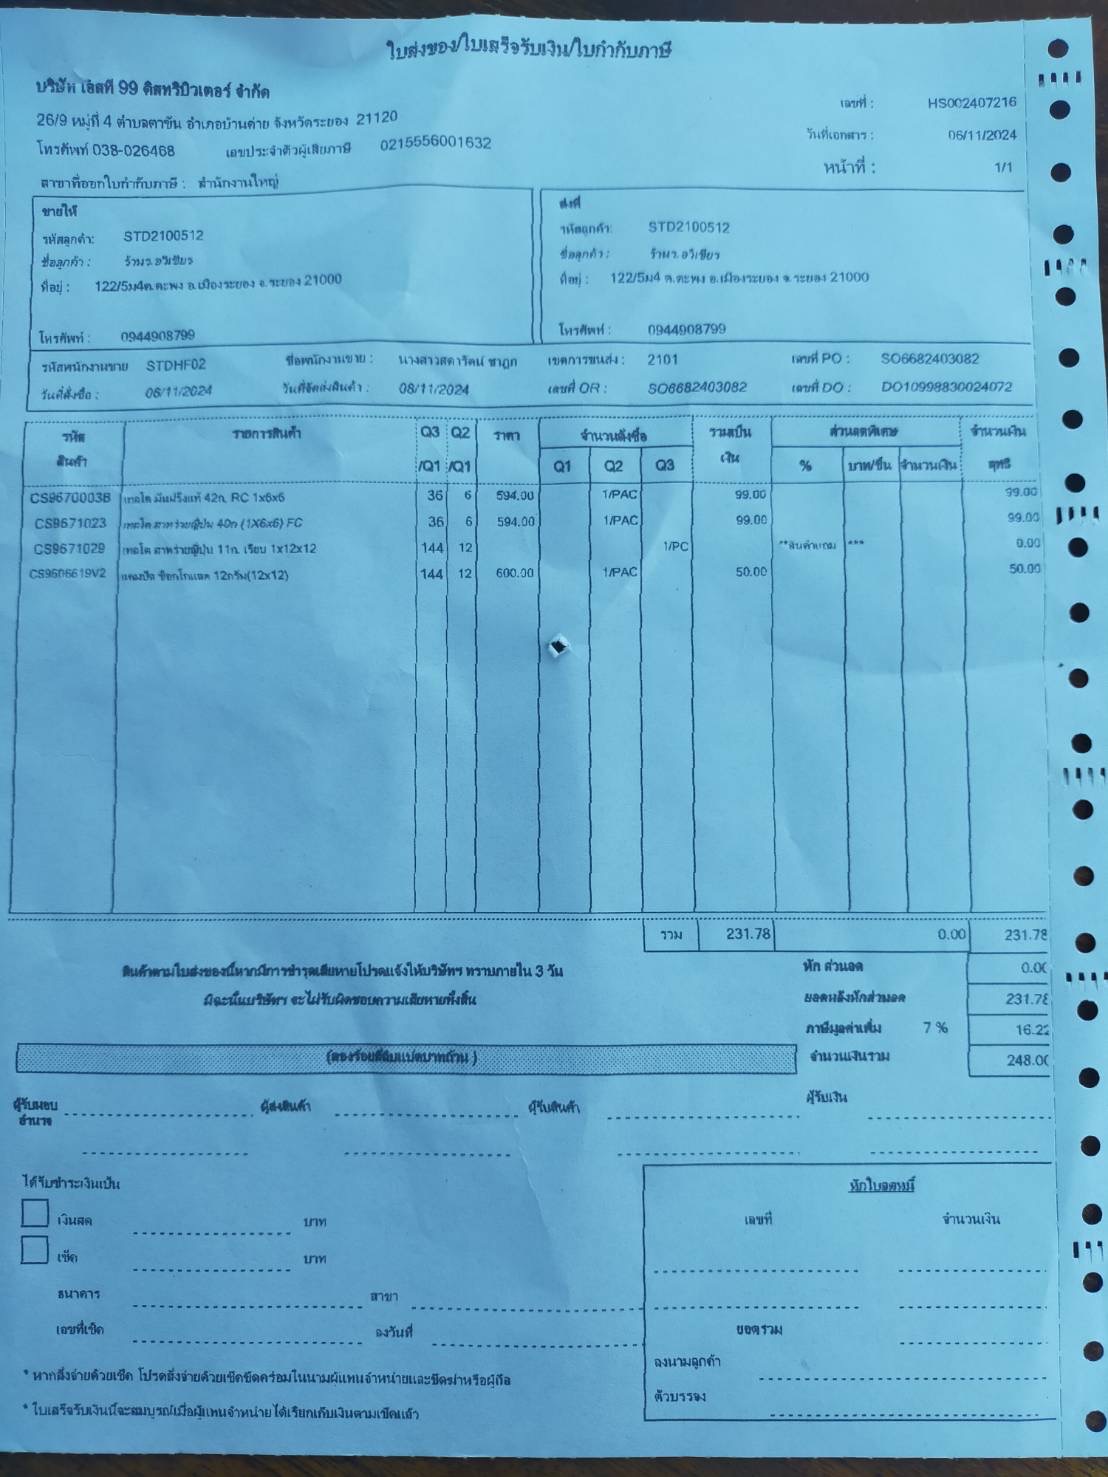 ใบส่งของ/ใบเสร็จรับเงิน/ใบกำกับภาษี
บริษัท เอสที 99 ดิสทริบิวเตอร์ จำกัด
เลขที่ : HS002407216
26/9 หมู่ที่ 4 ตำบลตาขัน อำเภอบ้านค่าย จังหวัดระยอง 21120
วันที่เอกสาร : 06/11/2024
โทรศัพท์ 038-026468 เลขประจำตัวผู้เสียภาษี 0215556001632
หน้าที่ : 1/1
สาขาที่ออกใบกำกับภาษี : สำนักงานใหญ่
ขายให้
รหัสลูกค้า: STD2100512
ชื่อลูกค้า : ร้านจ.อวิเชียร
ที่อยู่ : 122/5ม4ต.ตะพง อ.เมืองระยอง จ.ระยอง 21000
โทรศัพท์ : 0944908799
ส่งที่
รหัสลูกค้า: STD2100512
ชื่อลูกค้า : ร้านจ.อวิเชียร
ที่อยู่ : 122/5ม4 ต.ตะพง อ.เมืองระยอง จ.ระยอง 21000
โทรศัพท์ : 0944908799
รหัสพนักงานขาย STDHF02 ชื่อพนักงานขาย : นางสาวสุดารัตน์ เขตการขนส่ง : 2101 เลขที่ PO : SO6682403082
วันที่สั่งซื้อ : 06/11/2024 วันที่จัดส่งสินค้า : 08/11/2024 เลขที่ OR : SO6682403082 เลขที่ DO : DO10998830024072
รหัส รายการสินค้า Q3 Q2 ราคา จำนวนสั่งซื้อ รวมเป็น ส่วนลดพิเศษ จำนวนเงิน
สินค้า /Q1 /Q1 Q1 Q2 Q3 เงิน % บาท/ชิ้น จำนวนเงิน สุทธิ
CS96700038 เทลโต มันฝรั่งแท้ 42ก. RC 1x6x6 36 6 594.00 1/PAC 99.00 99.00
CS9671023 เทลโต สาหร่ายญี่ปุ่น 40ก (1X6x6) FC 36 6 594.00 1/PAC 99.00 99.00
CS9671029 เทลโต สาหร่ายญี่ปุ่น 11ก. เรียบ 1x12x12 144 12 1/PC **สินค้าแถม *** 0.00
CS9606619V2 ช็อกโกแลต 12กรัม(12x12) 144 12 600.00 1/PAC 50.00 50.00
รวม 231.78 0.00 231.78
สินค้าตามใบส่งของนี้หากมีการชำรุดเสียหายโปรดแจ้งให้บริษัทฯ ทราบภายใน 3 วัน
หัก ส่วนลด 0.00
มิฉะนั้นบริษัทฯ จะไม่รับผิดชอบความเสียหายทั้งสิ้น
ยอดหลังหักส่วนลด 231.78
ภาษีมูลค่าเพิ่ม 7 % 16.22
(สองร้อยสี่สิบแปดบาทถ้วน )
จำนวนเงินรวม 248.00
ผู้รับมอบ
อำนาจ
ผู้ส่งสินค้า
ผู้รับสินค้า
ผู้รับเงิน
ได้รับชำระเงินเป็น
เงินสด บาท
เช็ค บาท
ธนาคาร สาขา
เลขที่เช็ค ลงวันที่
หักใบลดหนี้
เลขที่ จำนวนเงิน
ยอดรวม
ลงนามลูกค้า
ตัวบรรจง
* หากสั่งจ่ายด้วยเช็ค โปรดสั่งจ่ายด้วยเช็คขีดคร่อมในนามผู้แทนจำหน่ายและขีดฆ่าหรือผู้ถือ
* ใบเสร็จรับเงินนี้จะสมบูรณ์เมื่อผู้แทนจำหน่ายได้เรียกเก็บเงินตามเช็คแล้ว